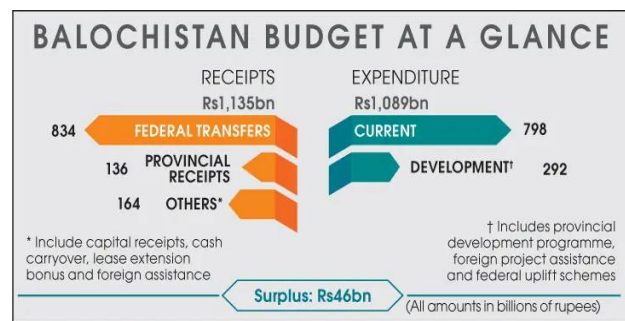 BALOCHISTAN BUDGET AT A GLANCE
RECEIPTS
Rs1,135bn
834 FEDERAL TRANSFERS
136 PROVINCIAL
RECEIPTS
164 OTHERS*
* Include capital receipts, cash
carryover, lease extension
bonus and foreign assistance
EXPENDITURE
Rs1,089bn
CURRENT 798
DEVELOPMENT† 292
† Includes provincial
development programme,
foreign project assistance
and federal uplift schemes
Surplus: Rs46bn
(All amounts in billions of rupees)